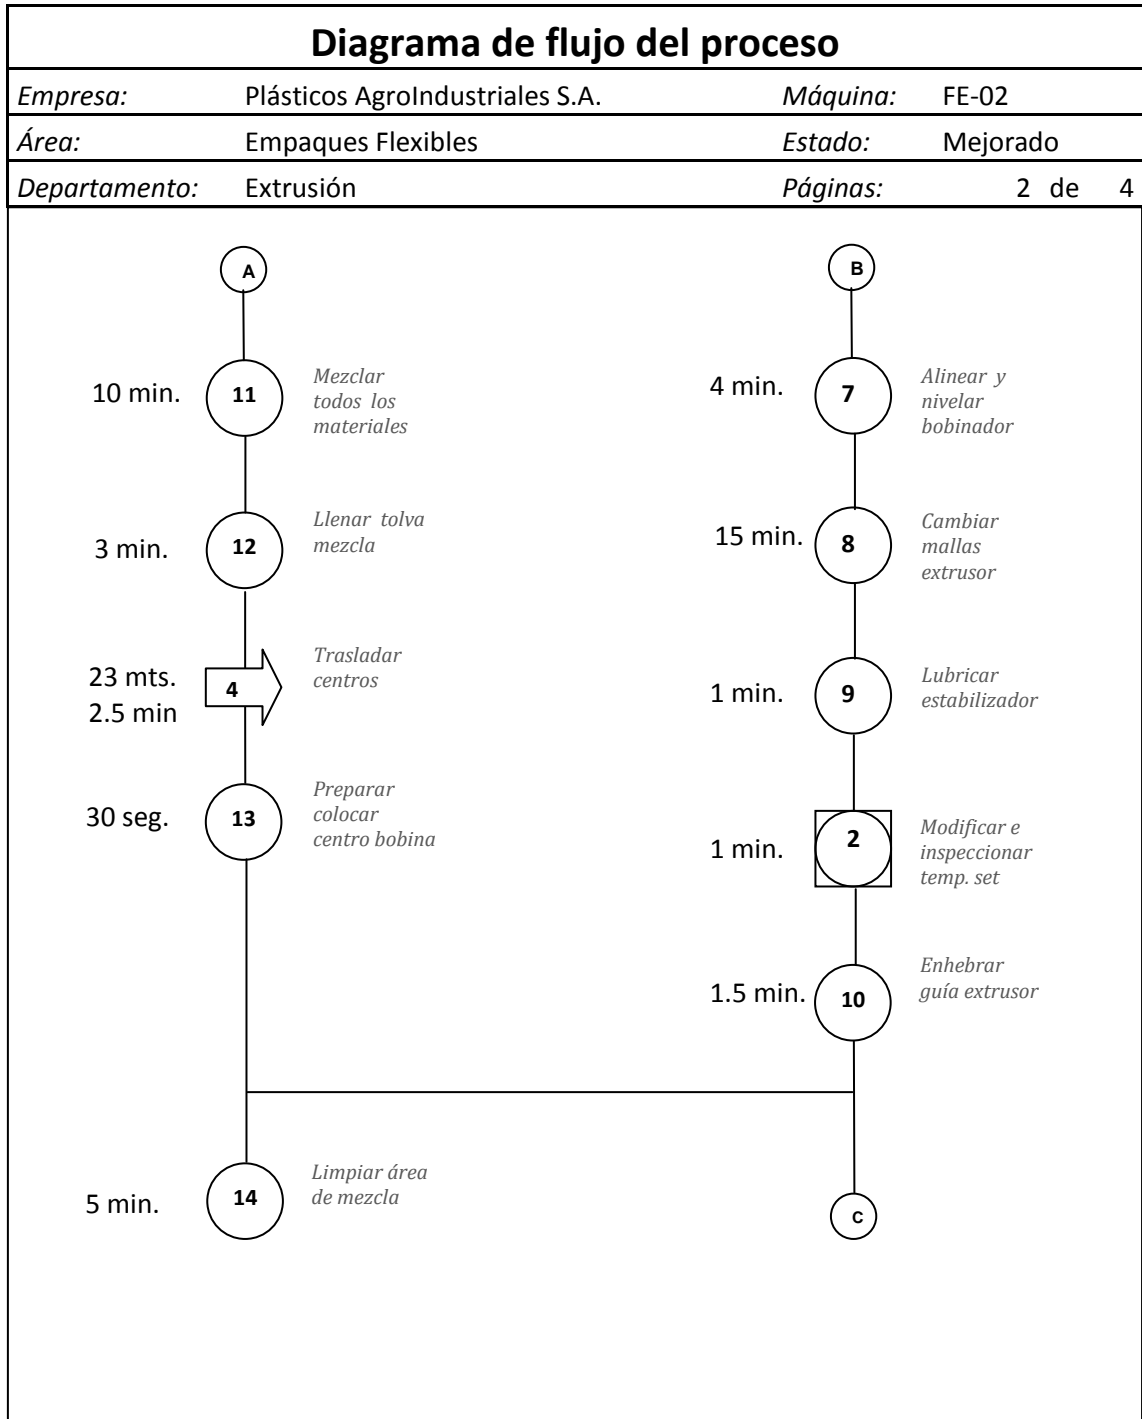 Diagrama de flujo del proceso
Empresa: Plásticos AgroIndustriales S.A. Máquina: FE-02
Área: Empaques Flexibles Estado: Mejorado
Departamento: Extrusión Páginas: 2 de 4
A
10 min. 11 Mezclar
todos los
materiales
3 min. 12 Llenar tolva
mezcla
23 mts.
2.5 min
4
Trasladar
centros
30 seg. 13 Preparar
colocar
centro bobina
5 min. 14 Limpiar área
de mezcla
B
4 min. 7 Alinear y
nivelar
bobinador
15 min. 8 Cambiar
mallas
extrusor
1 min. 9 Lubricar
estabilizador
1 min. 2 Modificar e
inspeccionar
temp. set
1.5 min. 10 Enhebrar
guía extrusor
C